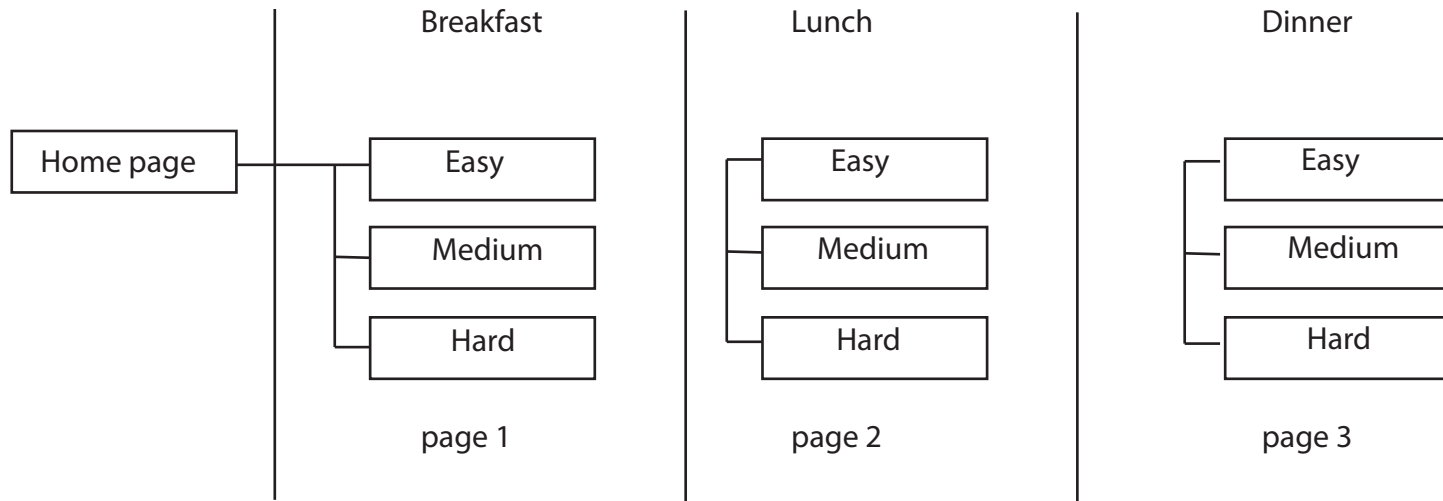 Breakfast
Lunch
Dinner
Home page
Easy
Medium
Hard
page 1
Easy
Medium
Hard
page 2
Easy
Medium
Hard
page 3